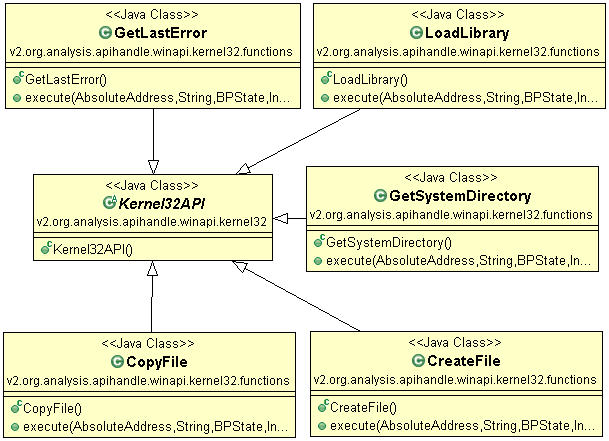 <<Java Class>>
GetLastError
v2.org.analysis.apihandle.winapi.kernel32.functions
GetLastError()
execute(AbsoluteAddress,String,BPState,In...
<<Java Class>>
LoadLibrary
v2.org.analysis.apihandle.winapi.kernel32.functions
LoadLibrary()
execute(AbsoluteAddress,String,BPState,In...
<<Java Class>>
Kernel32API
v2.org.analysis.apihandle.winapi.kernel32
Kernel32API()
<<Java Class>>
GetSystemDirectory
v2.org.analysis.apihandle.winapi.kernel32.functions
GetSystemDirectory()
execute(AbsoluteAddress,String,BPState,In...
<<Java Class>>
CopyFile
v2.org.analysis.apihandle.winapi.kernel32.functions
CopyFile()
execute(AbsoluteAddress,String,BPState,In...
<<Java Class>>
CreateFile
v2.org.analysis.apihandle.winapi.kernel32.functions
CreateFile()
execute(AbsoluteAddress,String,BPState,In...